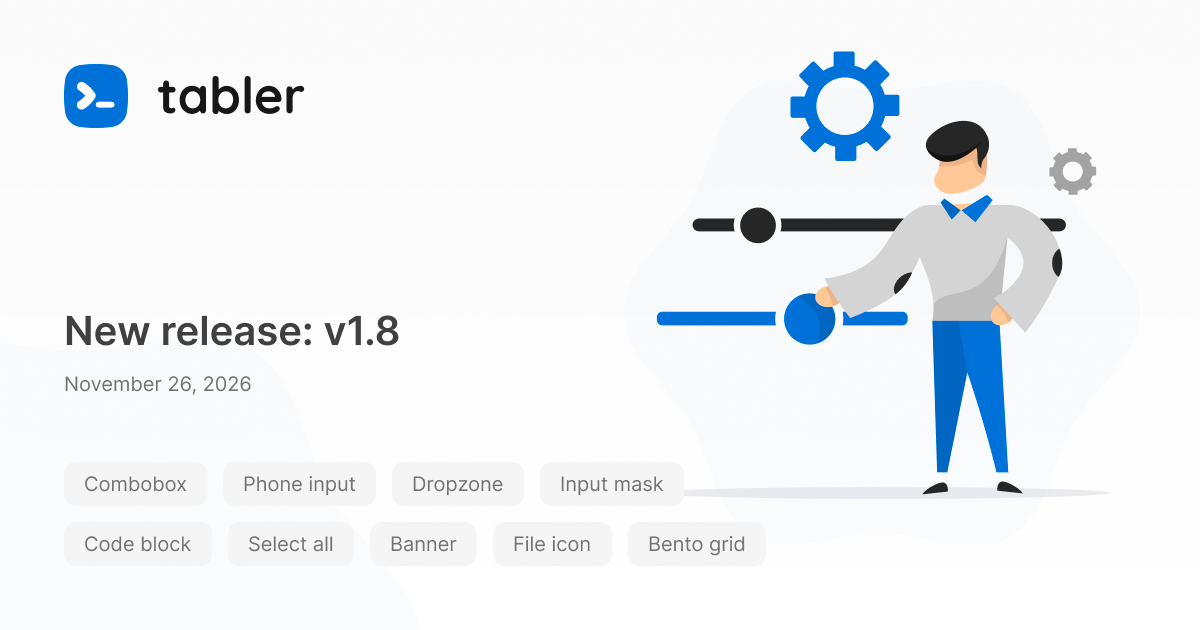 tabler
New release: v1.8
November 26, 2026
Combobox Phone input Dropzone Input mask
Code block Select all Banner File icon Bento grid